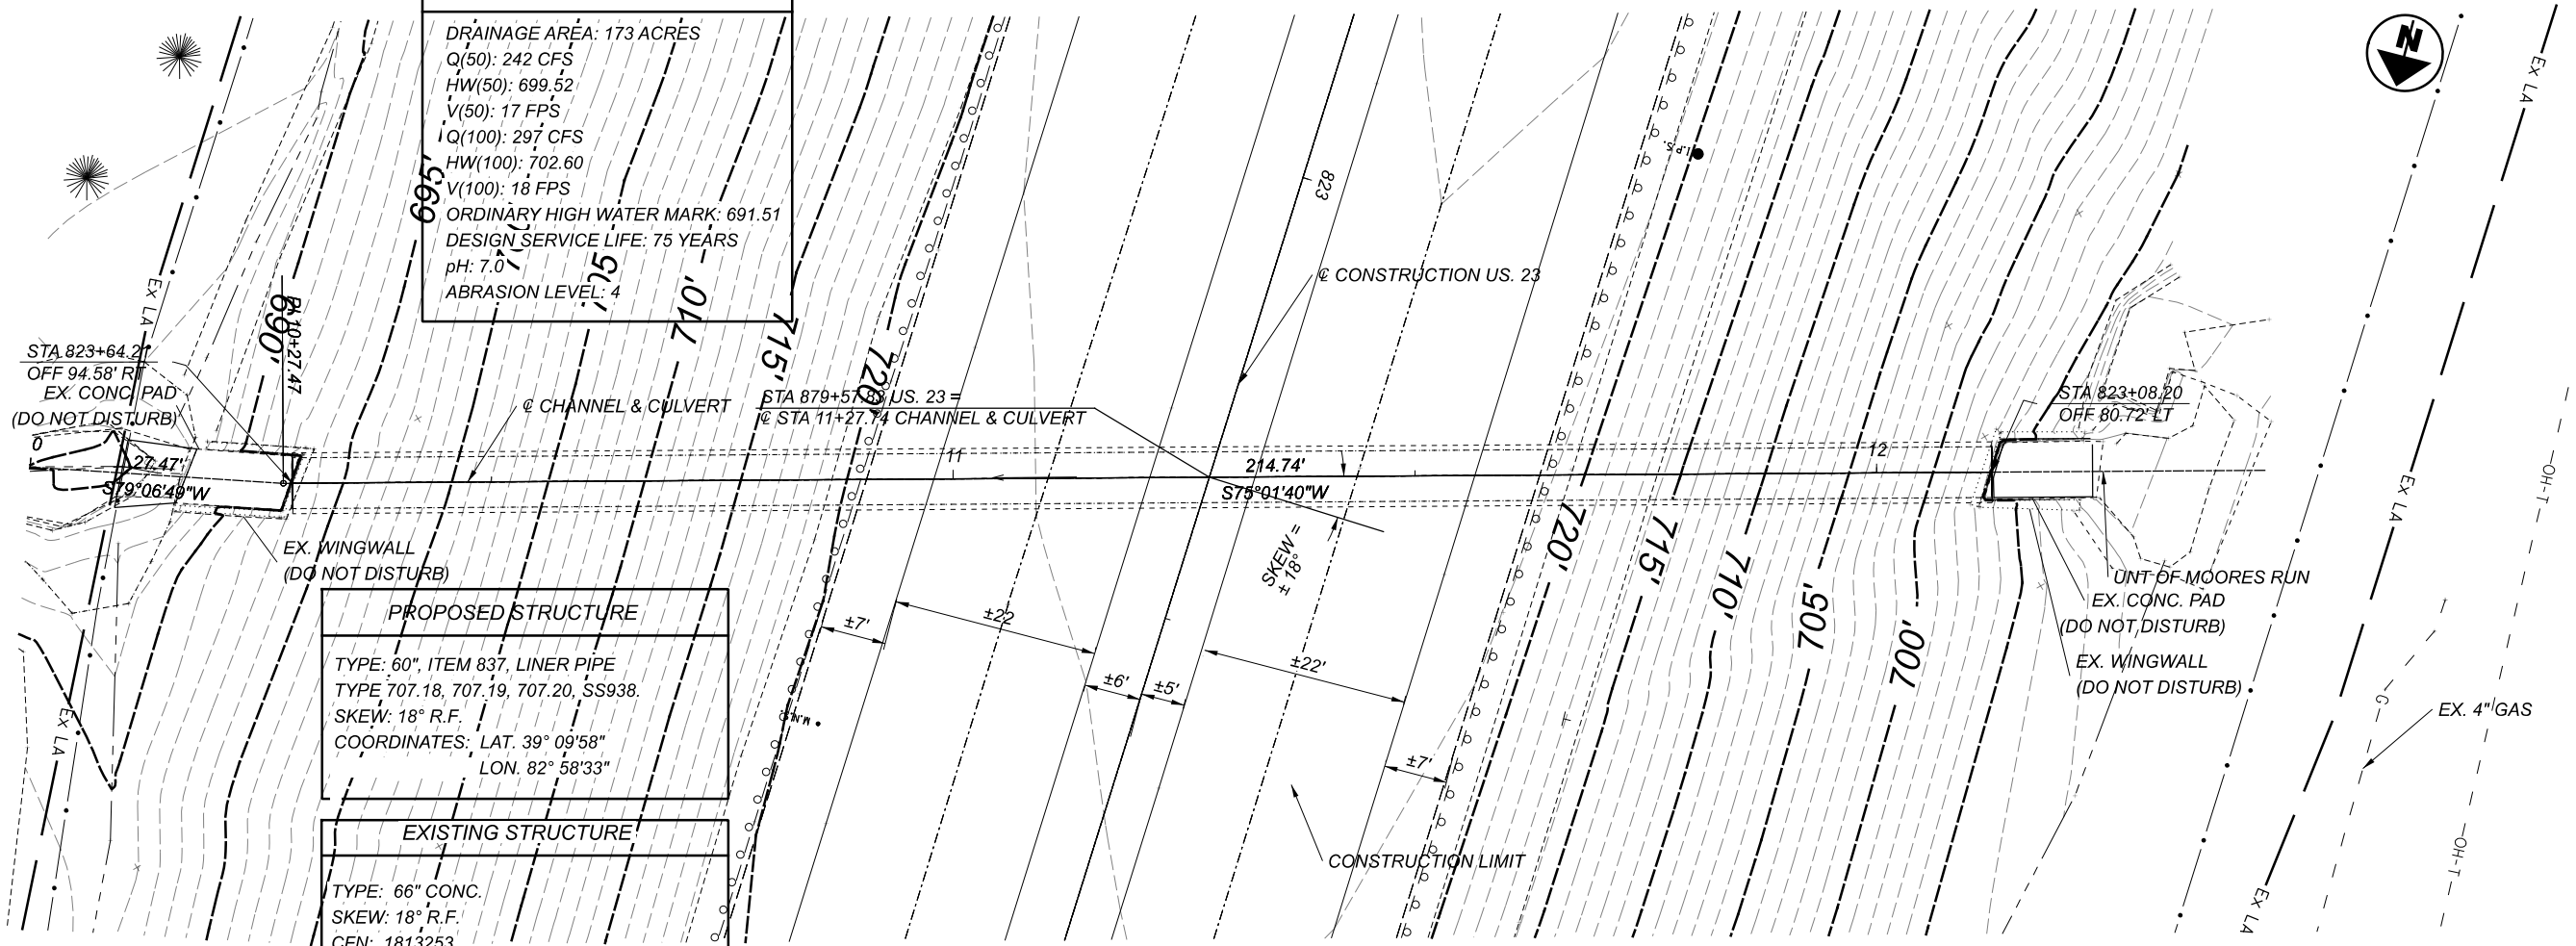 DRAINAGE AREA: 173 ACRES
Q(50): 242 CFS
HW(50): 699.52
V(50): 17 FPS
Q(100): 297 CFS
HW(100): 702.60
V(100): 18 FPS
ORDINARY HIGH WATER MARK: 691.51
DESIGN SERVICE LIFE: 75 YEARS
pH: 7.0
ABRASION LEVEL: 4
N
EX LA
EX LA
695'
705'
710'
715'
720'
690'
PI 10+27.47
I.P.S.
823
℄ CONSTRUCTION US. 23
STA 823+64.21
OFF 94.58' RT
EX. CONC. PAD
(DO NOT DISTURB)
℄ CHANNEL & CULVERT
STA 879+57.83 US. 23 =
℄ STA 11+27.74 CHANNEL & CULVERT
STA 823+08.20
OFF 80.72' LT
27.47'
S79°06'49"W
11
214.74'
S75°01'40"W
12
SKEW =
± 18°
EX. WINGWALL
(DO NOT DISTURB)
720'
715'
710'
705'
700'
UNT OF MOORES RUN
EX. CONC. PAD
(DO NOT DISTURB)
EX. WINGWALL
(DO NOT DISTURB)
EX LA
OH-T
G
EX. 4" GAS
±7'
±22
±6'
±5'
±22'
±7'
PROPOSED STRUCTURE
TYPE: 60", ITEM 837, LINER PIPE
TYPE 707.18, 707.19, 707.20, SS938.
SKEW: 18° R.F.
COORDINATES: LAT. 39° 09'58"
LON. 82° 58'33"
EX LA
EXISTING STRUCTURE
TYPE: 66" CONC.
SKEW: 18° R.F.
CFN: 1813253
CONSTRUCTION LIMIT
OH-T
EX LA